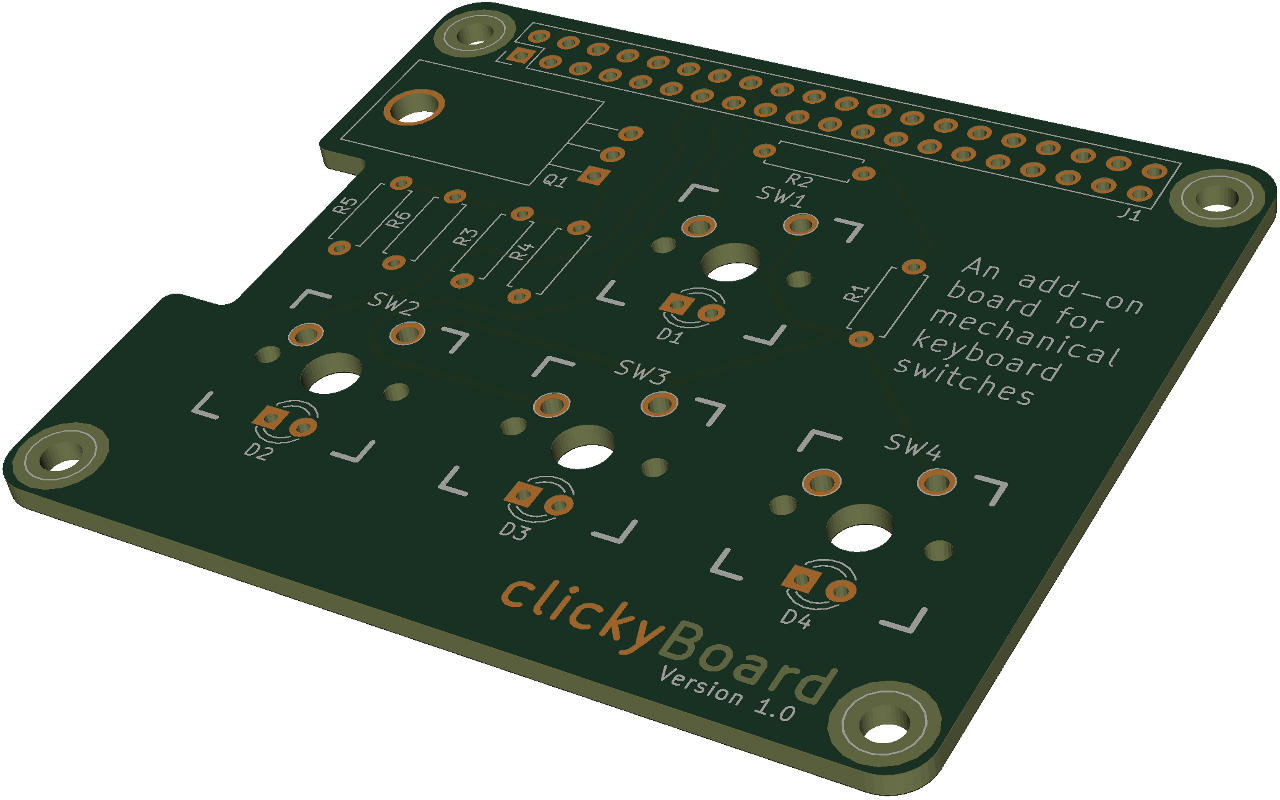 J1
Q1
R2
SW1
R5
R6
R3
R4
D1
R1
An add-on
board for
mechanical
keyboard
switches
SW2
D2
SW3
D3
SW4
D4
clickyBoard
Version 1.0